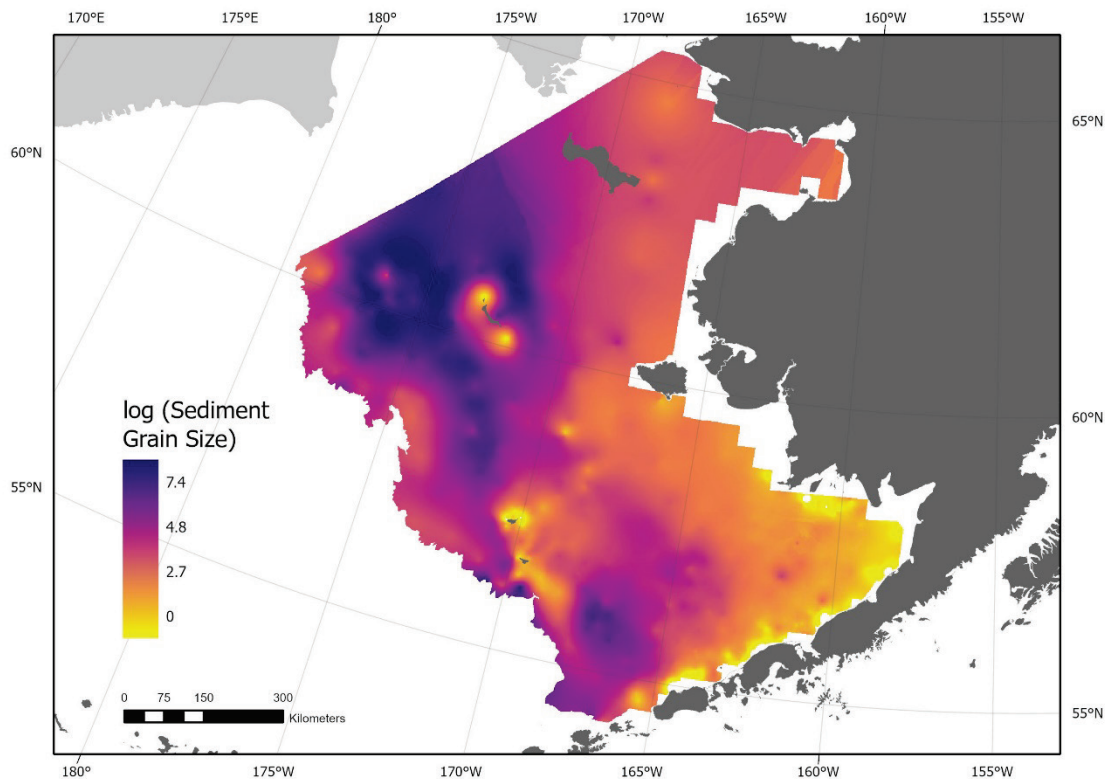 170°E 175°E 180° 175°W 170°W 165°W 160°W 155°W
65°N
60°N
60°N
55°N
55°N
log (Sediment
Grain Size)
7.4
4.8
2.7
0
0 75 150 300
Kilometers
180° 175°W 170°W 165°W 160°W 155°W